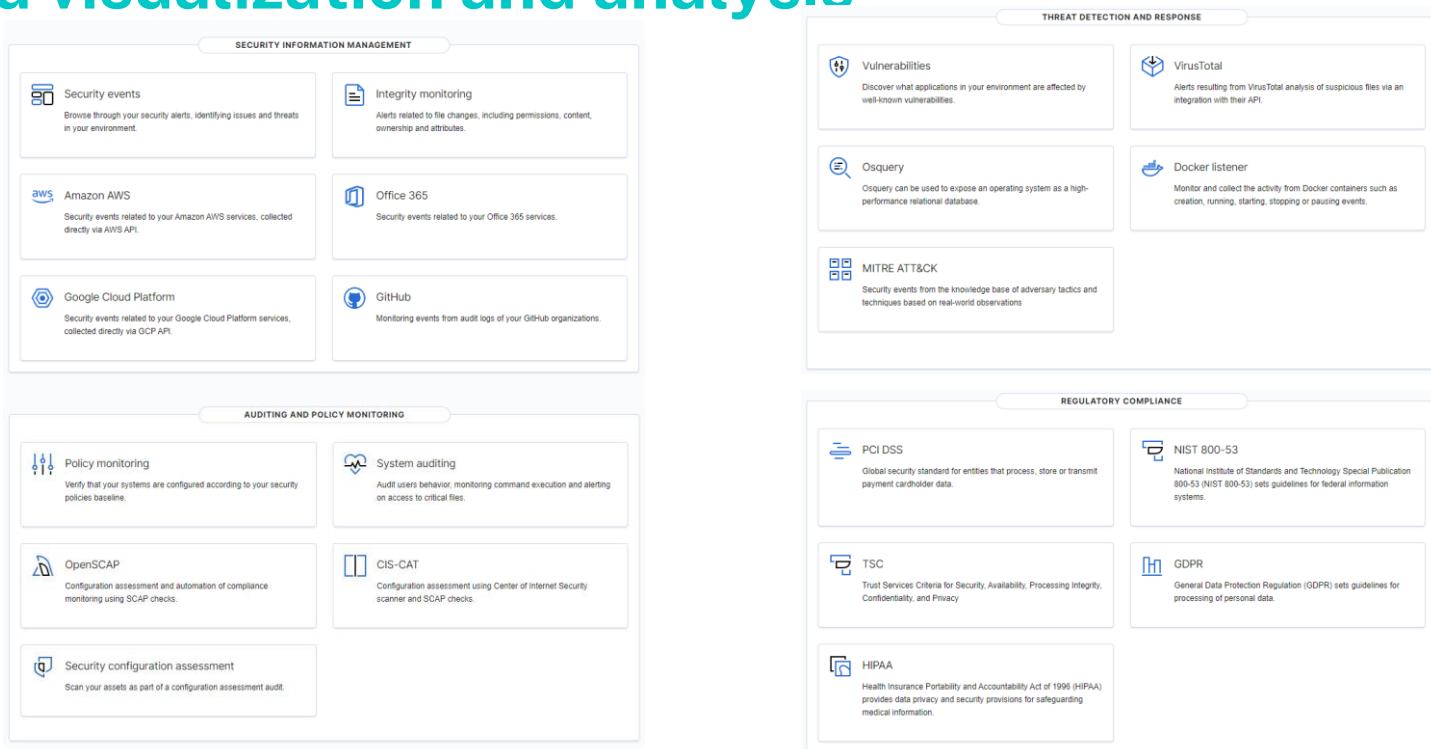 a visualization and analysis
SECURITY INFORMATION MANAGEMENT
Security events
Browse through your security alerts, identifying issues and threats
in your environment.
Integrity monitoring
Alerts related to file changes, including permissions, content,
ownership and attributes.
aws
Amazon AWS
Security events related to your Amazon AWS services, collected
directly via AWS API.
Office 365
Security events related to your Office 365 services.
Google Cloud Platform
Security events related to your Google Cloud Platform services,
collected directly via GCP API.
GitHub
Monitoring events from audit logs of your GitHub organizations.
THREAT DETECTION AND RESPONSE
Vulnerabilities
Discover what applications in your environment are affected by
well-known vulnerabilities.
VirusTotal
Alerts resulting from VirusTotal analysis of suspicious files via an
integration with their API.
Osquery
Osquery can be used to expose an operating system as a high-
performance relational database.
Docker listener
Monitor and collect the activity from Docker containers such as
creation, running, starting, stopping or pausing events.
MITRE ATT&CK
Security events from the knowledge base of adversary tactics and
techniques based on real-world observations
AUDITING AND POLICY MONITORING
Policy monitoring
Verify that your systems are configured according to your security
policies baseline.
System auditing
Audit users behavior, monitoring command execution and alerting
on access to critical files.
OpenSCAP
Configuration assessment and automation of compliance
monitoring using SCAP checks.
CIS-CAT
Configuration assessment using Center of Internet Security
scanner and SCAP checks.
Security configuration assessment
Scan your assets as part of a configuration assessment audit.
REGULATORY COMPLIANCE
PCI DSS
Global security standard for entities that process, store or transmit
payment cardholder data.
NIST 800-53
National Institute of Standards and Technology Special Publication
800-53 (NIST 800-53) sets guidelines for federal information
systems.
TSC
Trust Services Criteria for Security, Availability, Processing Integrity,
Confidentiality, and Privacy
GDPR
General Data Protection Regulation (GDPR) sets guidelines for
processing of personal data.
HIPAA
Health Insurance Portability and Accountability Act of 1996 (HIPAA)
provides data privacy and security provisions for safeguarding
medical information.